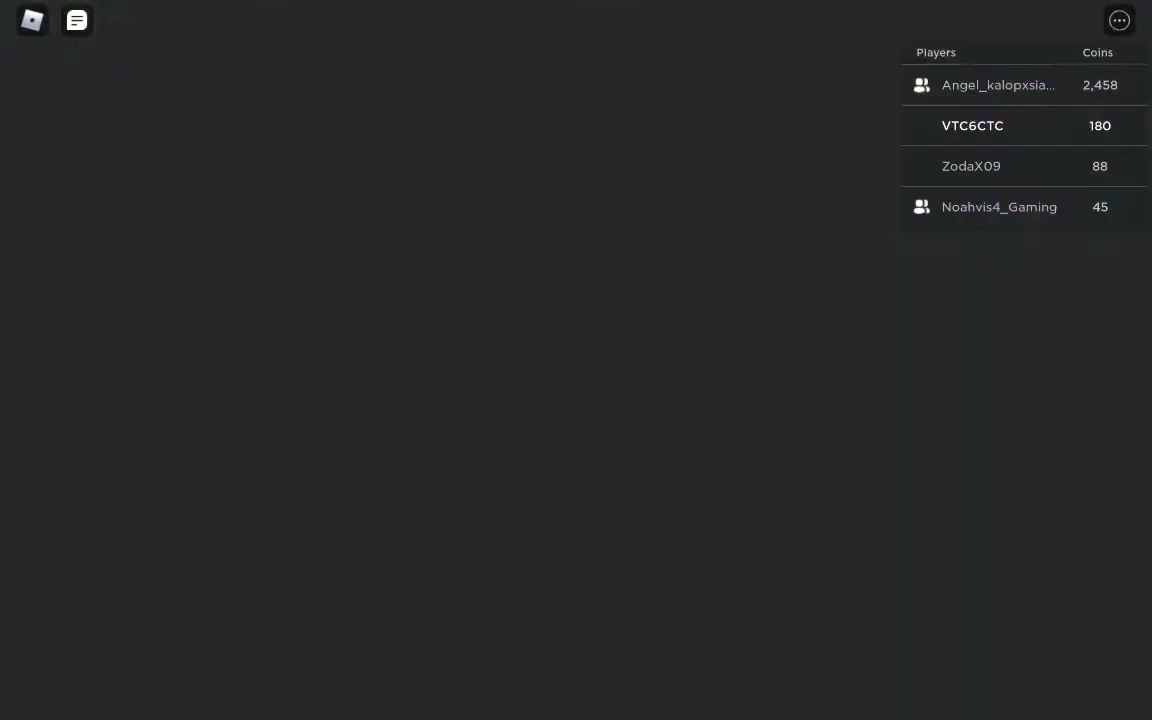 Players Coins
Angel_kalopxsia... 2,458
VTC6CTC 180
ZodaX09 88
Noahvis4_Gaming 45